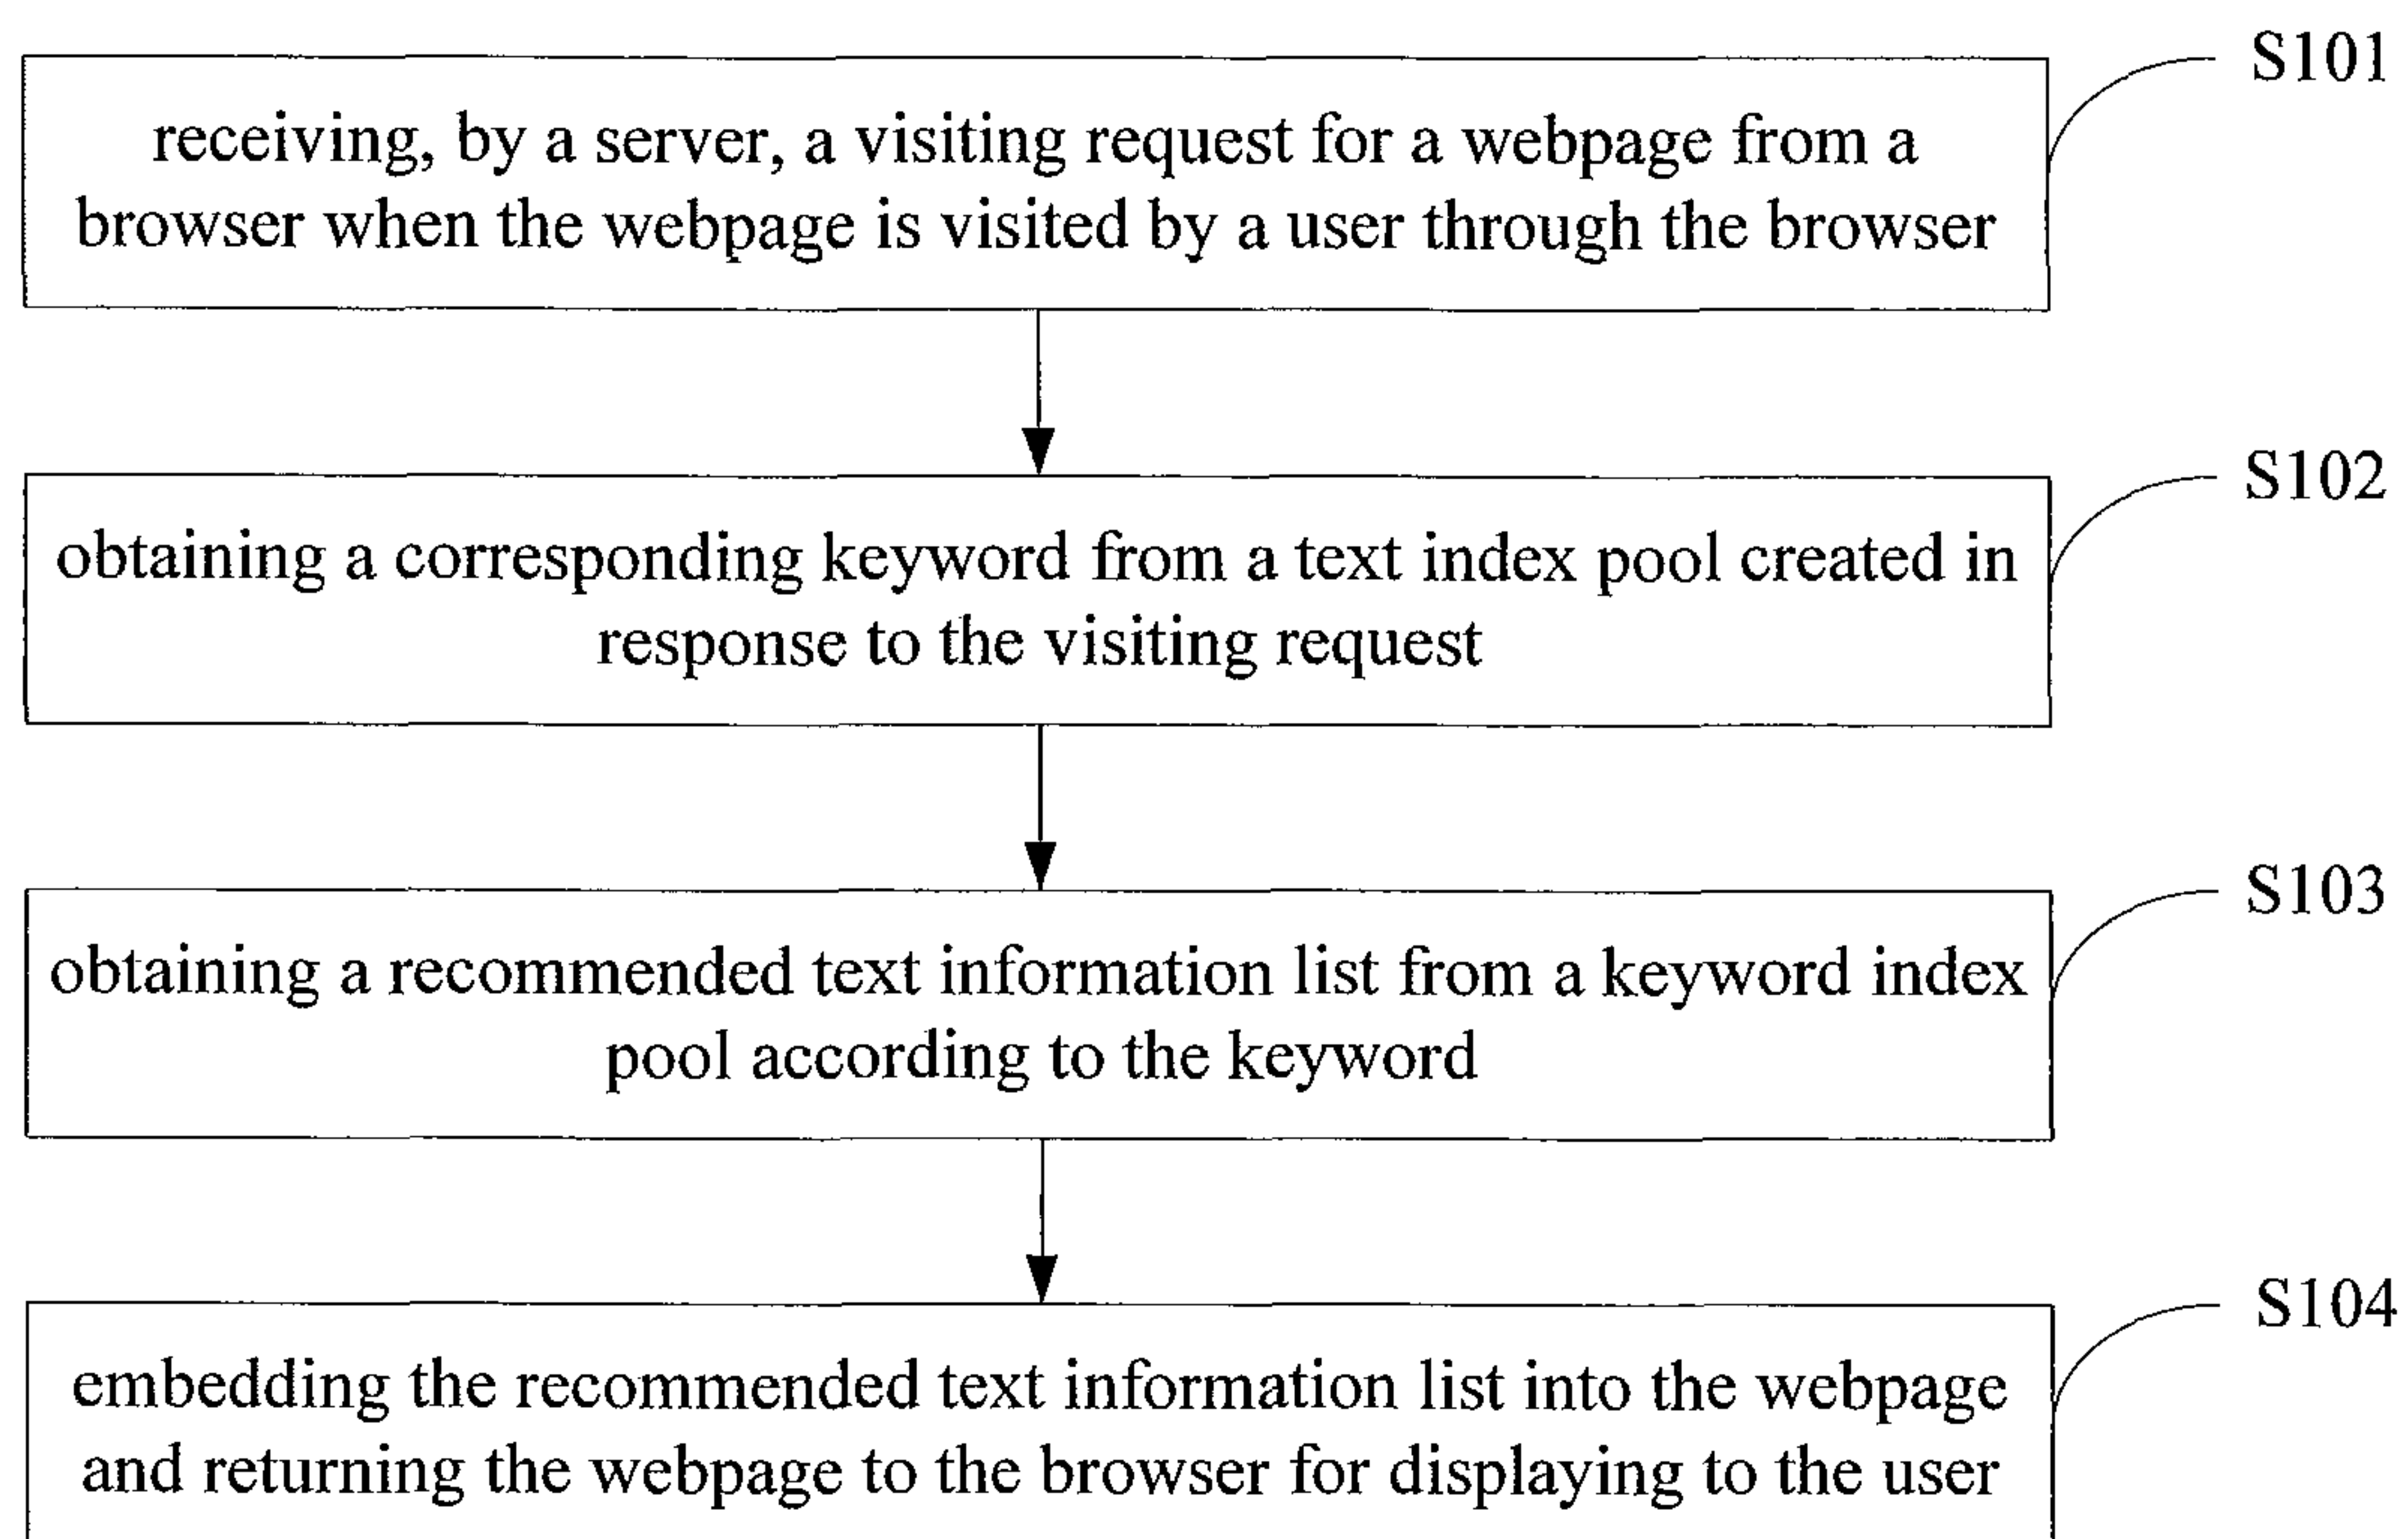 S101
receiving, by a server, a visiting request for a webpage from a
browser when the webpage is visited by a user through the browser
S102
obtaining a corresponding keyword from a text index pool created in
response to the visiting request
S103
obtaining a recommended text information list from a keyword index
pool according to the keyword
S104
embedding the recommended text information list into the webpage
and returning the webpage to the browser for displaying to the user